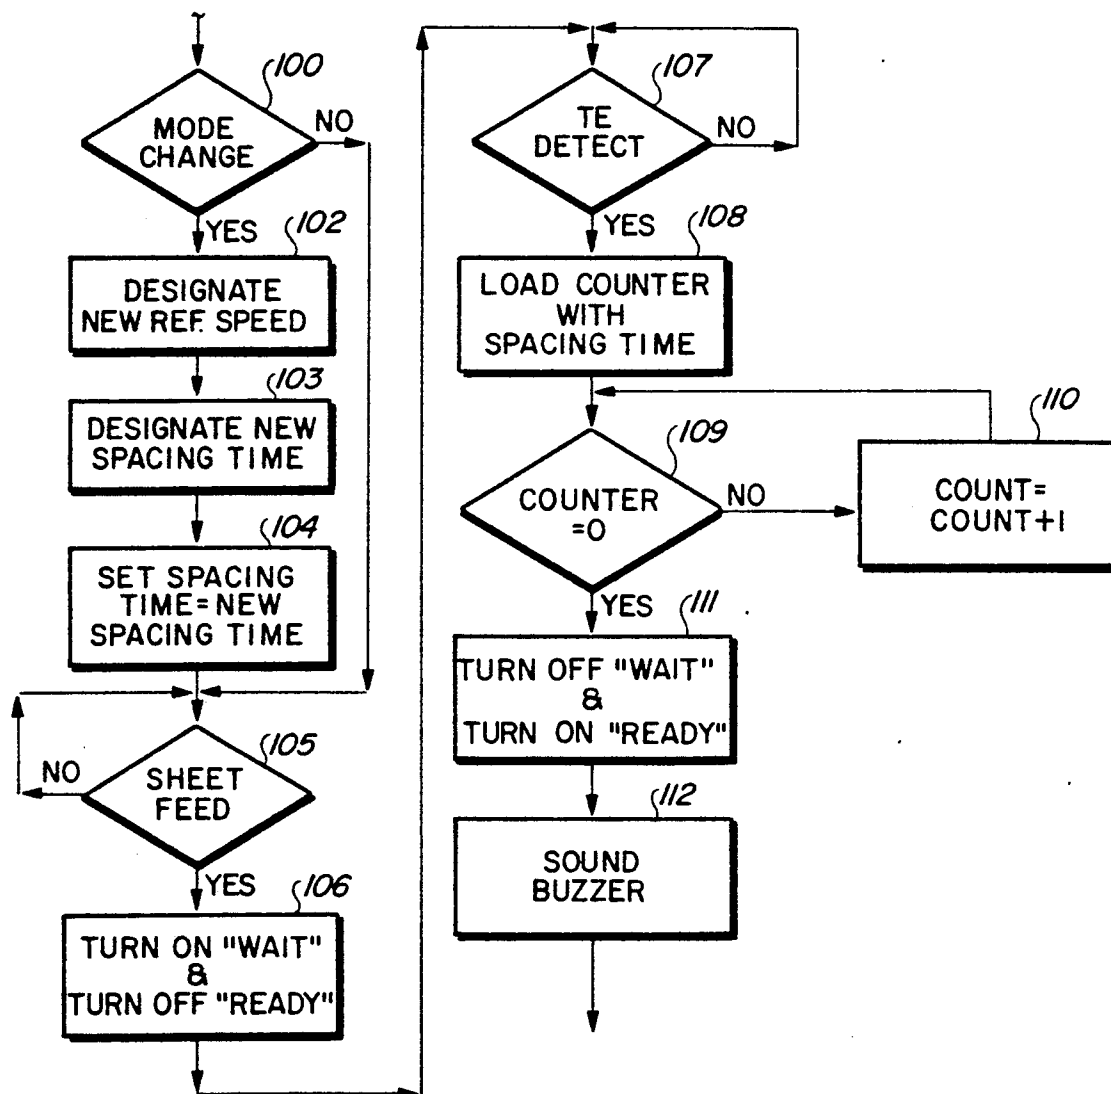 100
MODE
CHANGE
NO
YES
102
DESIGNATE
NEW REF. SPEED
103
DESIGNATE NEW
SPACING TIME
104
SET SPACING
TIME=NEW
SPACING TIME
105
SHEET
FEED
NO
YES
106
TURN ON "WAIT"
&
TURN OFF "READY"
107
TE
DETECT
NO
YES
108
LOAD COUNTER
WITH
SPACING TIME
109
COUNTER
=0
NO
110
COUNT=
COUNT+1
YES
111
TURN OFF "WAIT"
&
TURN ON "READY"
112
SOUND
BUZZER